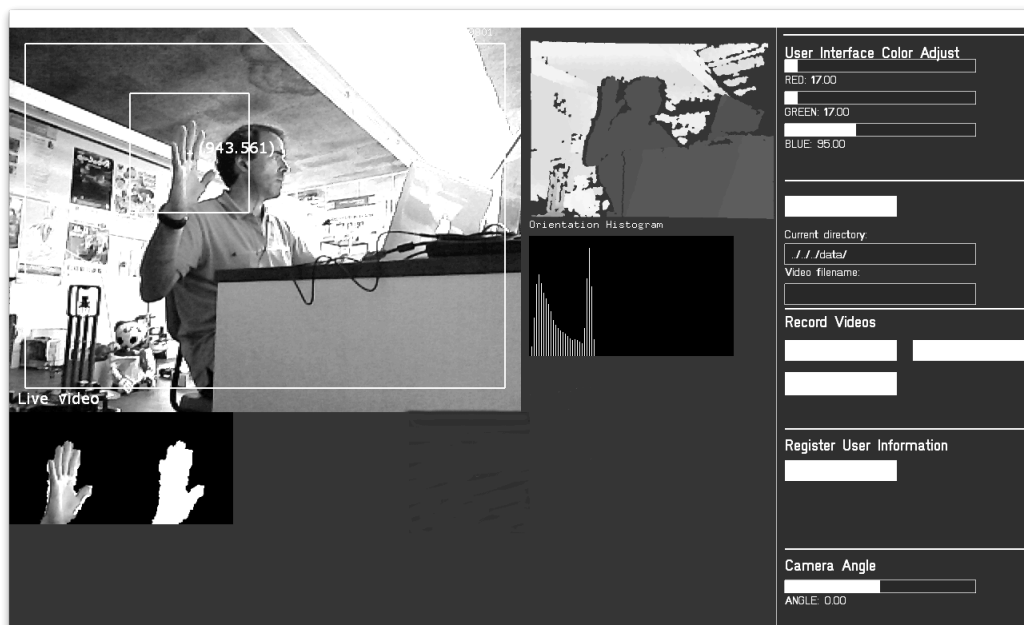 (943.561)
Live video
Orientation Histogram
User Interface Color Adjust
RED: 17.00
GREEN: 17.00
BLUE: 95.00
Current directory:
../../../data/
Video filename:
Record Videos
Register User Information
Camera Angle
ANGLE: 0.00